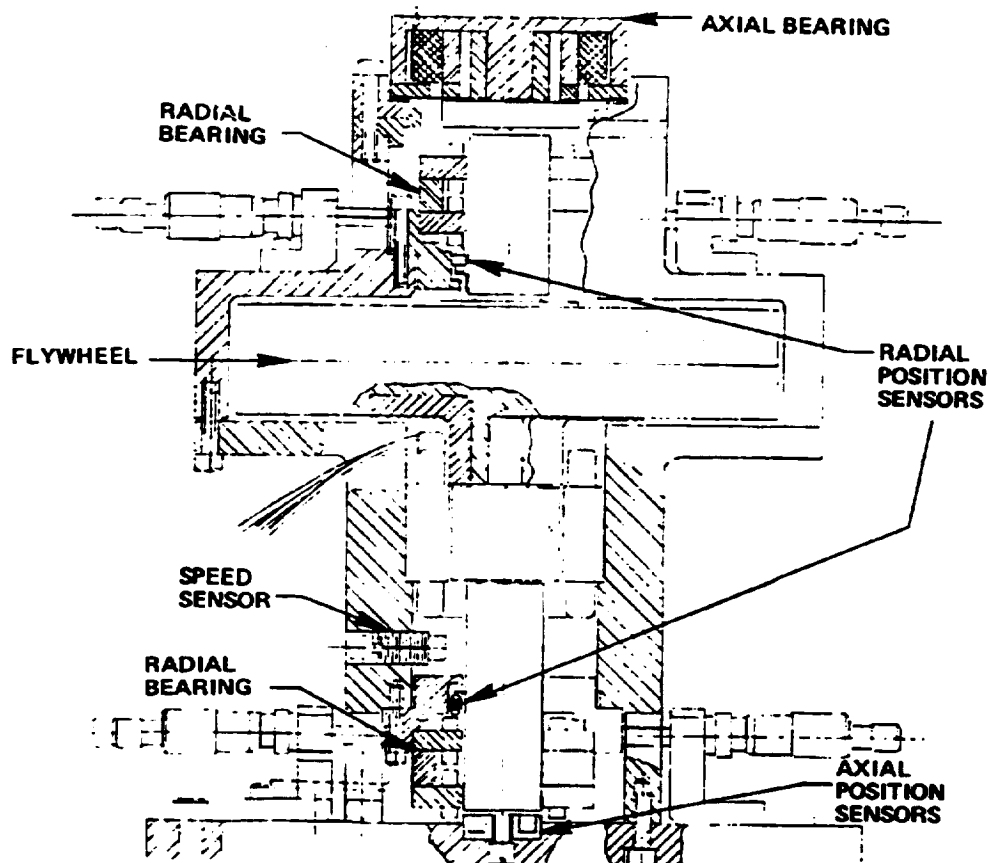 AXIAL BEARING
RADIAL
BEARING
FLYWHEEL
RADIAL
POSITION
SENSORS
SPEED
SENSOR
RADIAL
BEARING
AXIAL
POSITION
SENSORS